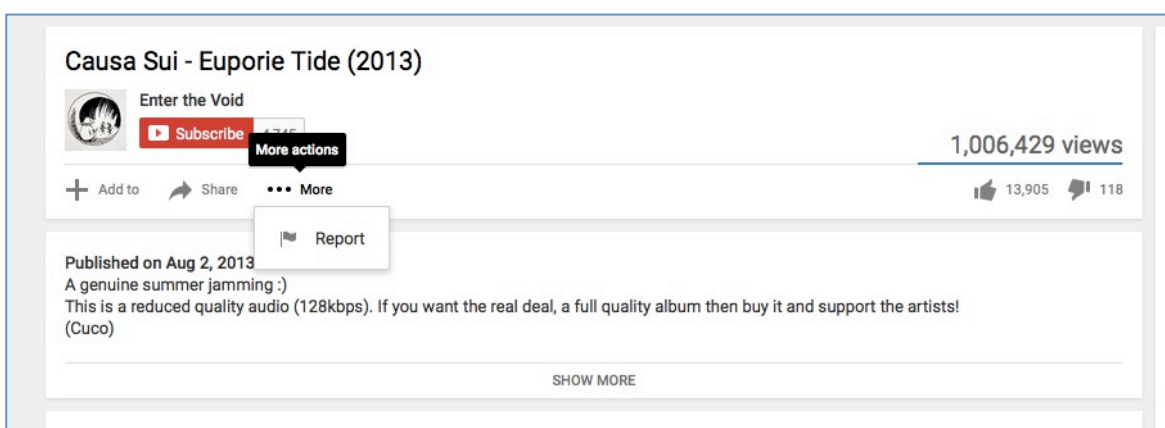 Causa Sui - Euporie Tide (2013)
Enter the Void
Subscribe
More actions
1,006,429 views
Add to Share More 13,905 118
Report
Published on Aug 2, 2013
A genuine summer jamming :)
This is a reduced quality audio (128kbps). If you want the real deal, a full quality album then buy it and support the artists!
(Cuco)
SHOW MORE